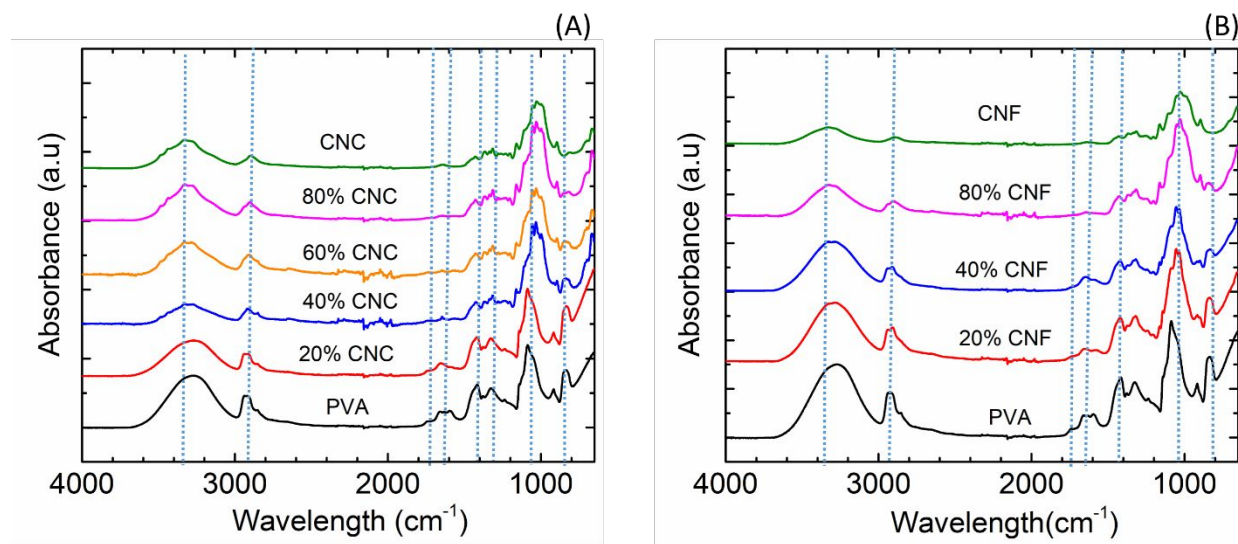 (A)
Absorbance (a.u)
CNC
80% CNC
60% CNC
40% CNC
20% CNC
PVA
4000 3000 2000 1000
Wavelength (cm-1)
(B)
Absorbance (a.u)
CNF
80% CNF
40% CNF
20% CNF
PVA
4000 3000 2000 1000
Wavelength(cm-1)